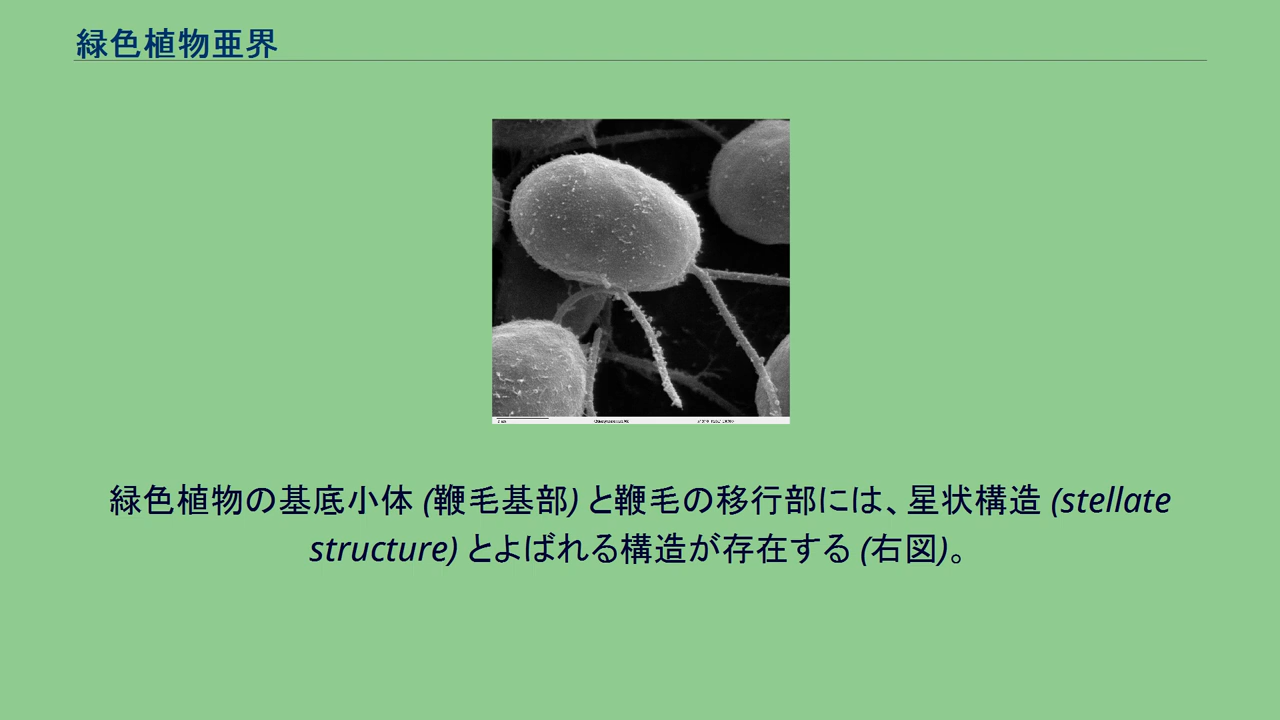 緑色植物亜界
緑色植物の基底小体 (鞭毛基部) と鞭毛の移行部には、星状構造 (stellate
structure) とよばれる構造が存在する (右図)。